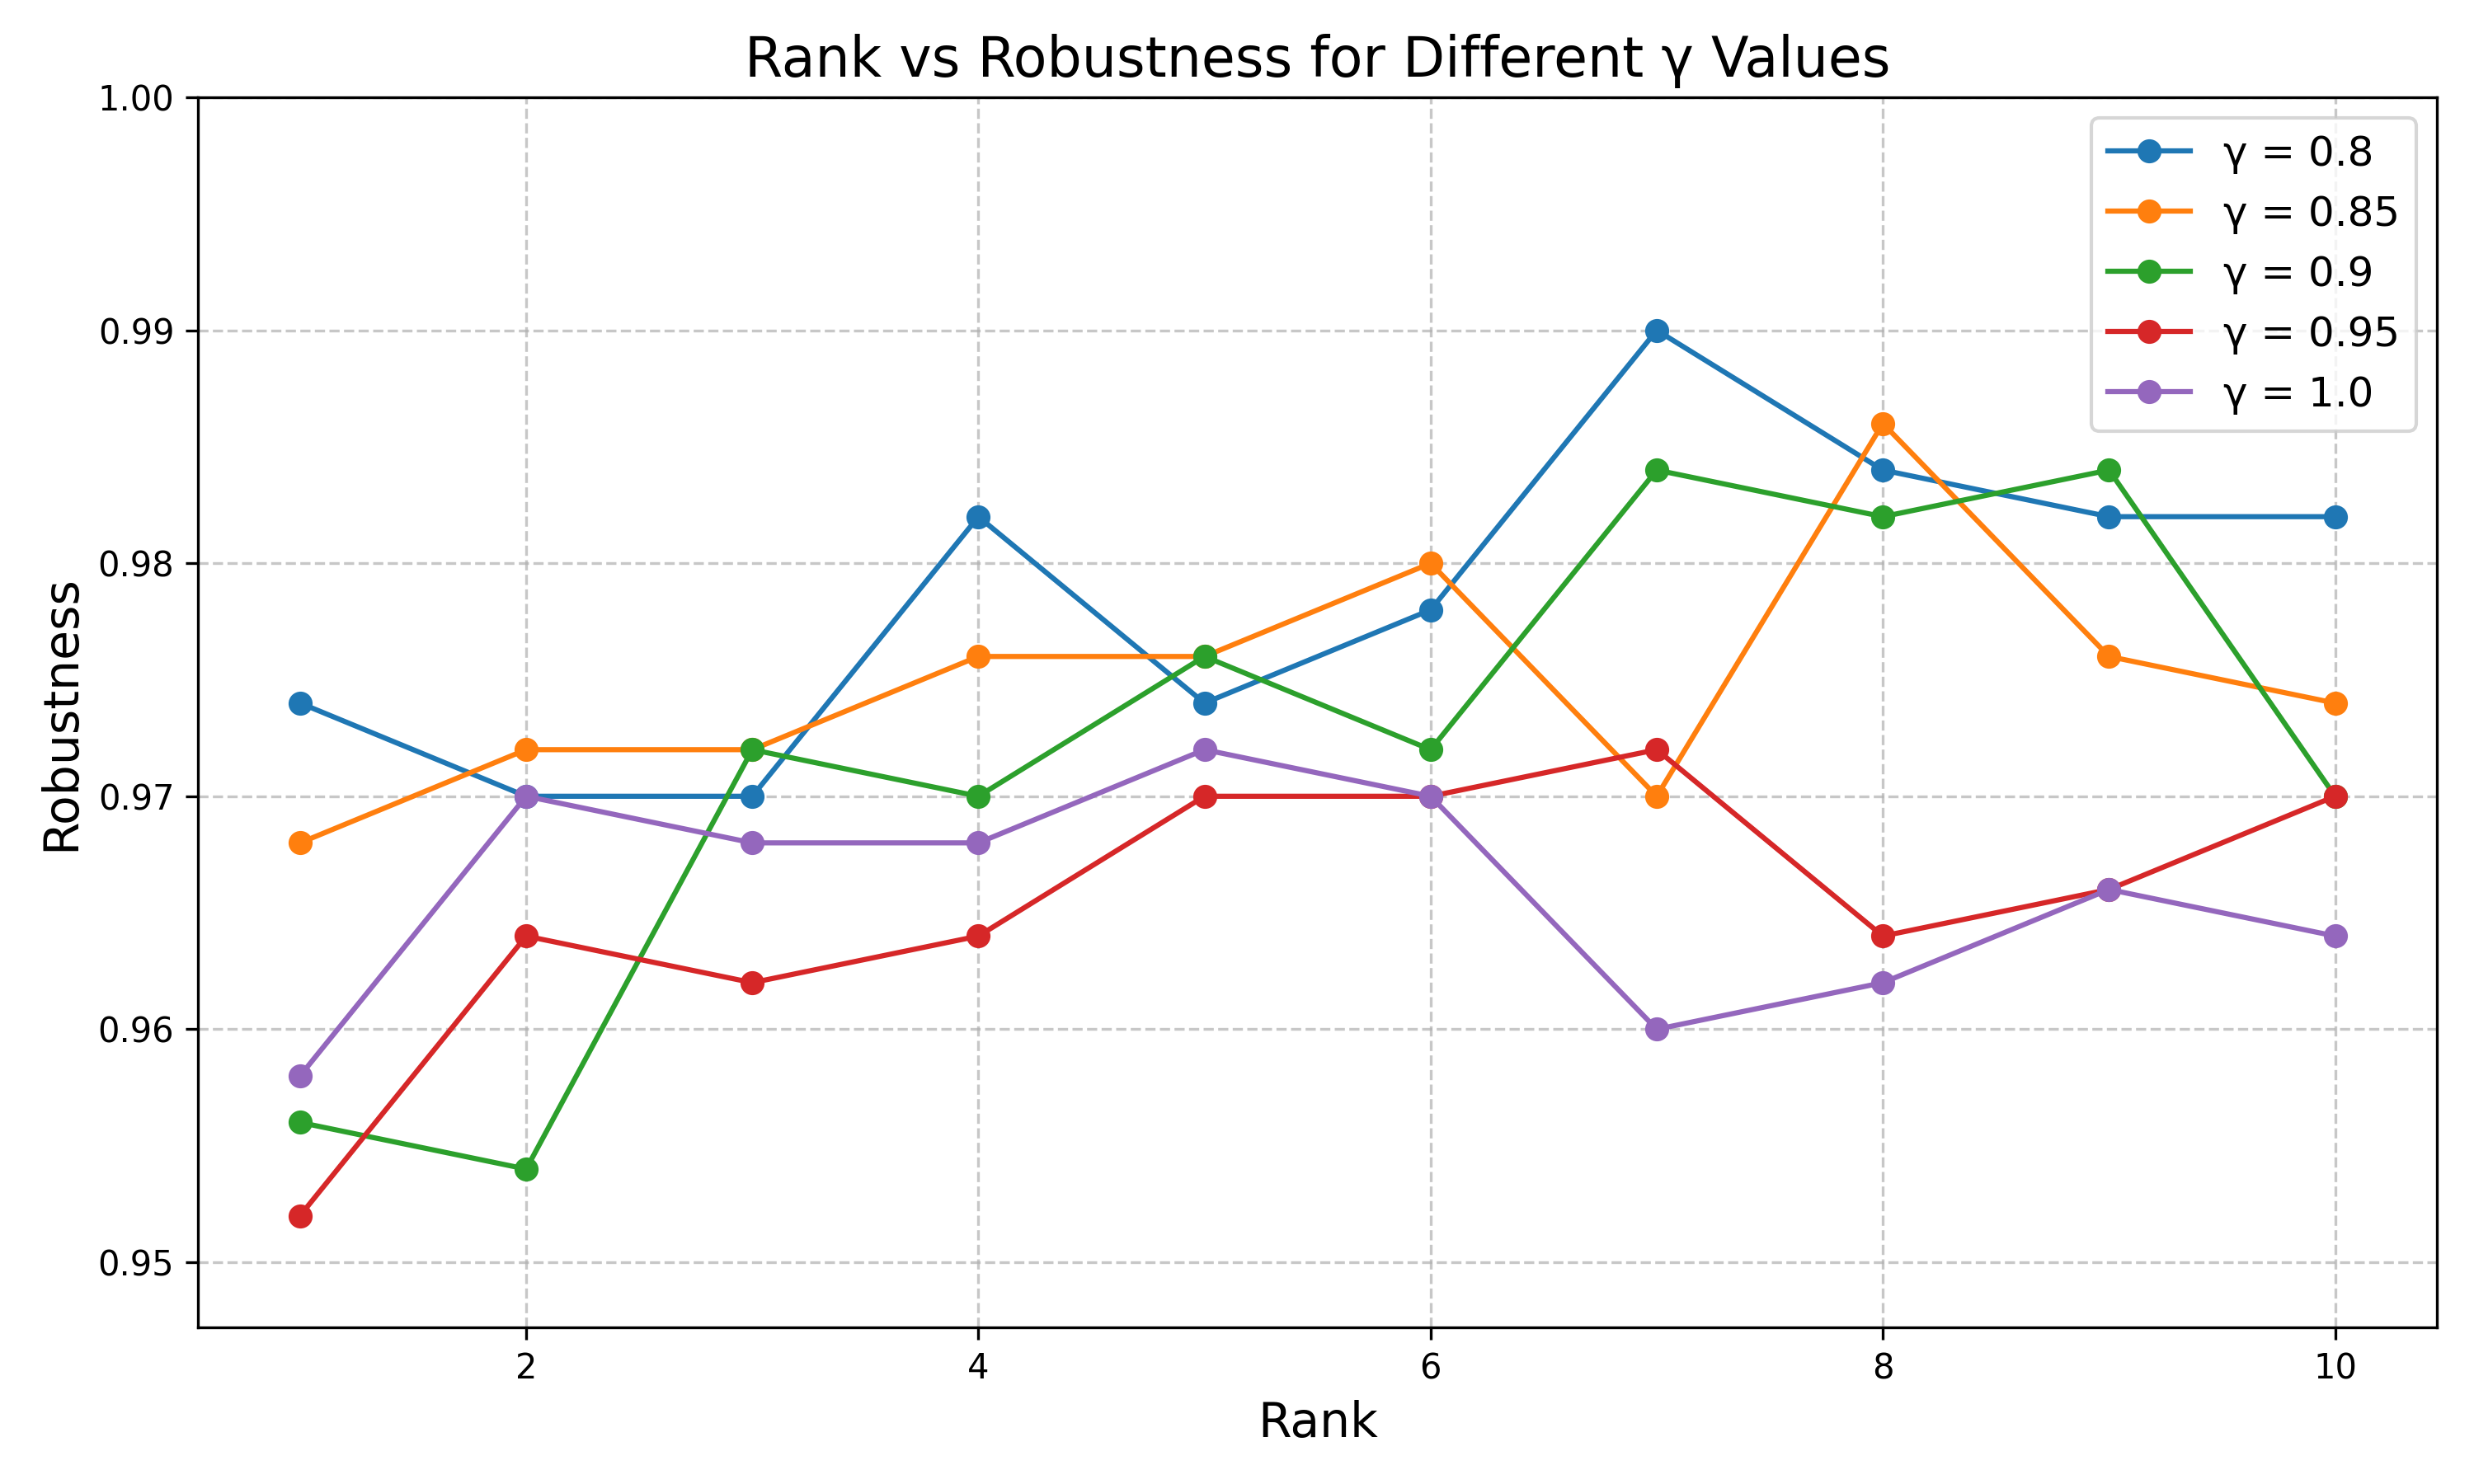 Rank vs Robustness for Different γ Values
1.00
0.99
0.98
0.97
0.96
0.95
Robustness
γ = 0.8
γ = 0.85
γ = 0.9
γ = 0.95
γ = 1.0
2 4 6 8 10
Rank